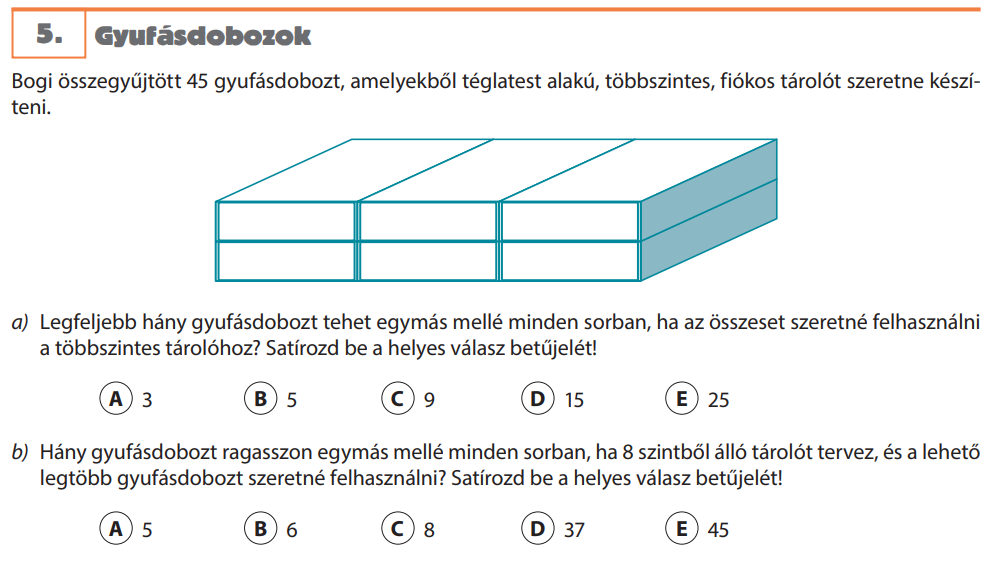 5. Gyufásdobozok
Bogi összegyűjtött 45 gyufásdobozt, amelyekből téglatest alakú, többszintes, fiókos tárolót szeretne készí-
teni.
a) Legfeljebb hány gyufásdobozt tehet egymás mellé minden sorban, ha az összeset szeretné felhasználni
a többszintes tárolóhoz? Satírozd be a helyes válasz betűjelét!
A 3 B 5 C 9 D 15 E 25
b) Hány gyufásdobozt ragasszon egymás mellé minden sorban, ha 8 szintből álló tárolót tervez, és a lehető
legtöbb gyufásdobozt szeretné felhasználni? Satírozd be a helyes válasz betűjelét!
A 5 B 6 C 8 D 37 E 45